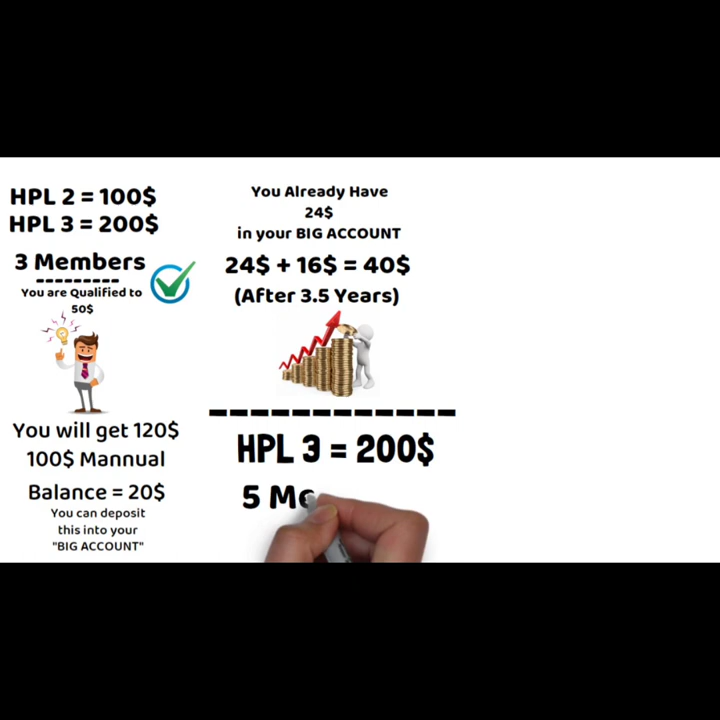 HPL 2 = 100$
HPL 3 = 200$
3 Members
You are Qualified to
50$
You will get 120$
100$ Mannual
Balance = 20$
You can deposit
this into your
"BIG ACCOUNT"
You Already Have
24$
in your BIG ACCOUNT
24$ + 16$ = 40$
(After 3.5 Years)
HPL 3 = 200$
5 Me